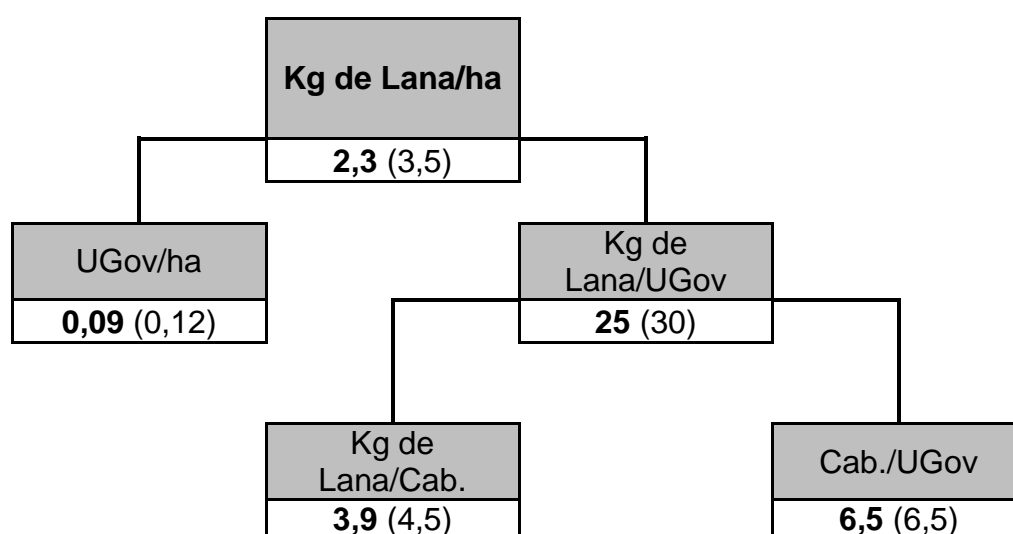 Kg de Lana/ha
2,3 (3,5)
UGov/ha
0,09 (0,12)
Kg de
Lana/UGov
25 (30)
Kg de
Lana/Cab.
3,9 (4,5)
Cab./UGov
6,5 (6,5)